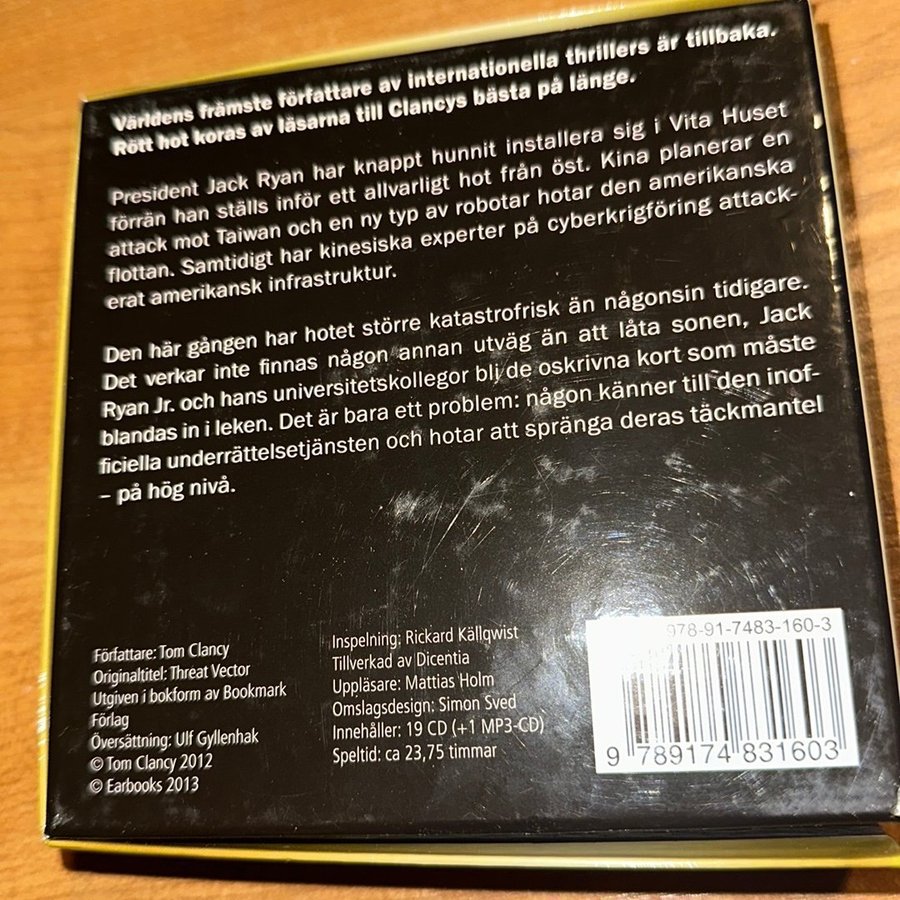 Världens främste författare av internationella thrillers är tillbaka.
Rött hot koras av läsarna till Clancys bästa på länge.
President Jack Ryan har knappt hunnit installera sig i Vita Huset
förrän han ställs inför ett allvarligt hot från öst. Kina planerar en
attack mot Taiwan och en ny typ av robotar hotar den amerikanska
flottan. Samtidigt har kinesiska experter på cyberkrigföring attack-
erat amerikansk infrastruktur.
Den här gången har hotet större katastrofrisk än någonsin tidigare.
Det verkar inte finnas någon annan utväg än att låta sonen, Jack
Ryan Jr. och hans universitetskollegor bli de oskrivna kort som måste
blandas in i leken. Det är bara ett problem: någon känner till den inof-
ficiella underrättelsetjänsten och hotar att spränga deras täckmantel
– på hög nivå.
Författare: Tom Clancy
Originaltitel: Threat Vector
Utgiven i bokform av Bookmark
Förlag
Översättning: Ulf Gyllenhak
© Tom Clancy 2012
© Earbooks 2013
Inspelning: Rickard Källqwist
Tillverkad av Dicentia
Uppläsare: Mattias Holm
Omslagsdesign: Simon Sved
Innehåller: 19 CD (+1 MP3-CD)
Speltid: ca 23,75 timmar
978-91-7483-160-3
9 789174 831603